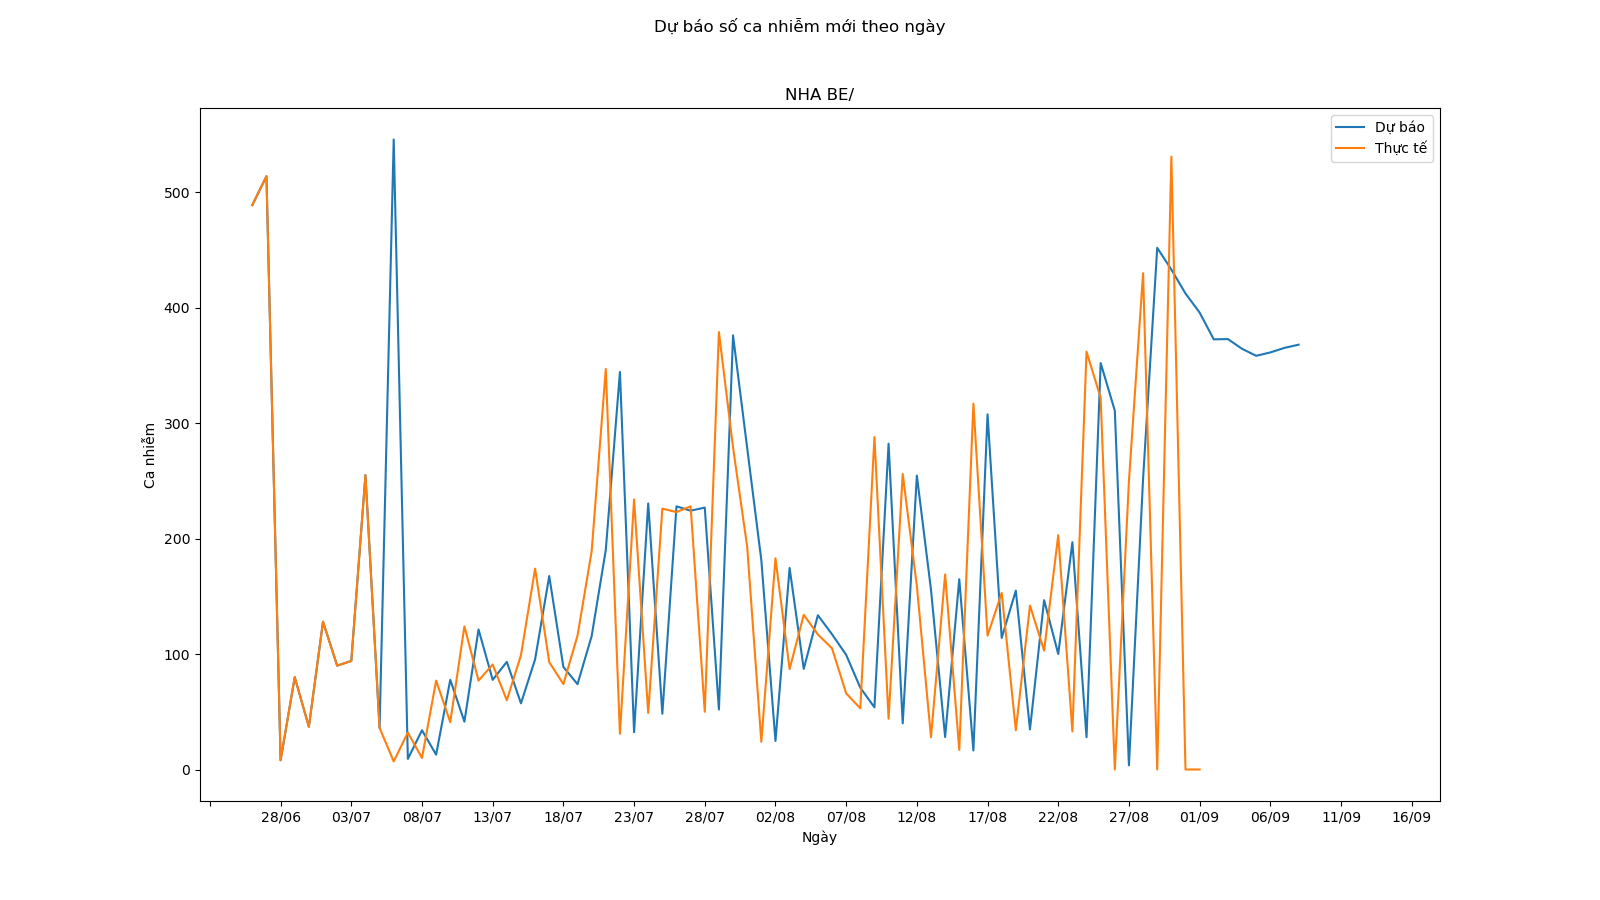 Dự báo số ca nhiễm mới theo ngày
NHA BE/
Dự báo
Thực tế
500
400
300
200
100
0
Ca nhiễm
28/06 03/07 08/07 13/07 18/07 23/07 28/07 02/08 07/08 12/08 17/08 22/08 27/08 01/09 06/09 11/09 16/09
Ngày